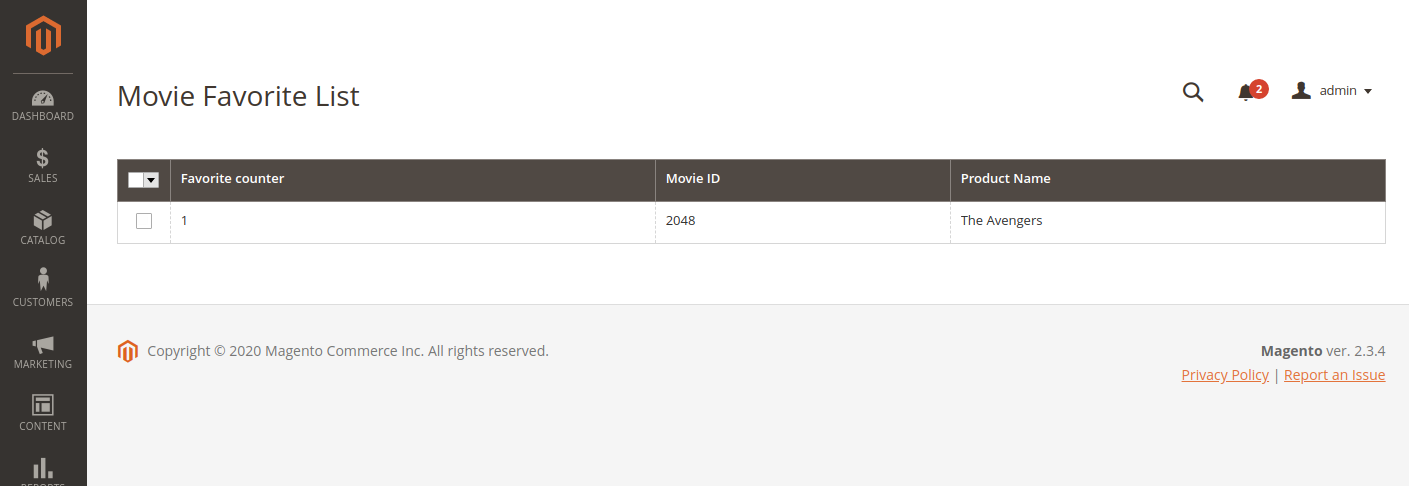 Movie Favorite List
2
admin
DASHBOARD
SALES
CATALOG
CUSTOMERS
MARKETING
CONTENT
REPORTS
Favorite counter Movie ID Product Name
1 2048 The Avengers
Copyright © 2020 Magento Commerce Inc. All rights reserved.
Magento ver. 2.3.4
Privacy Policy | Report an Issue